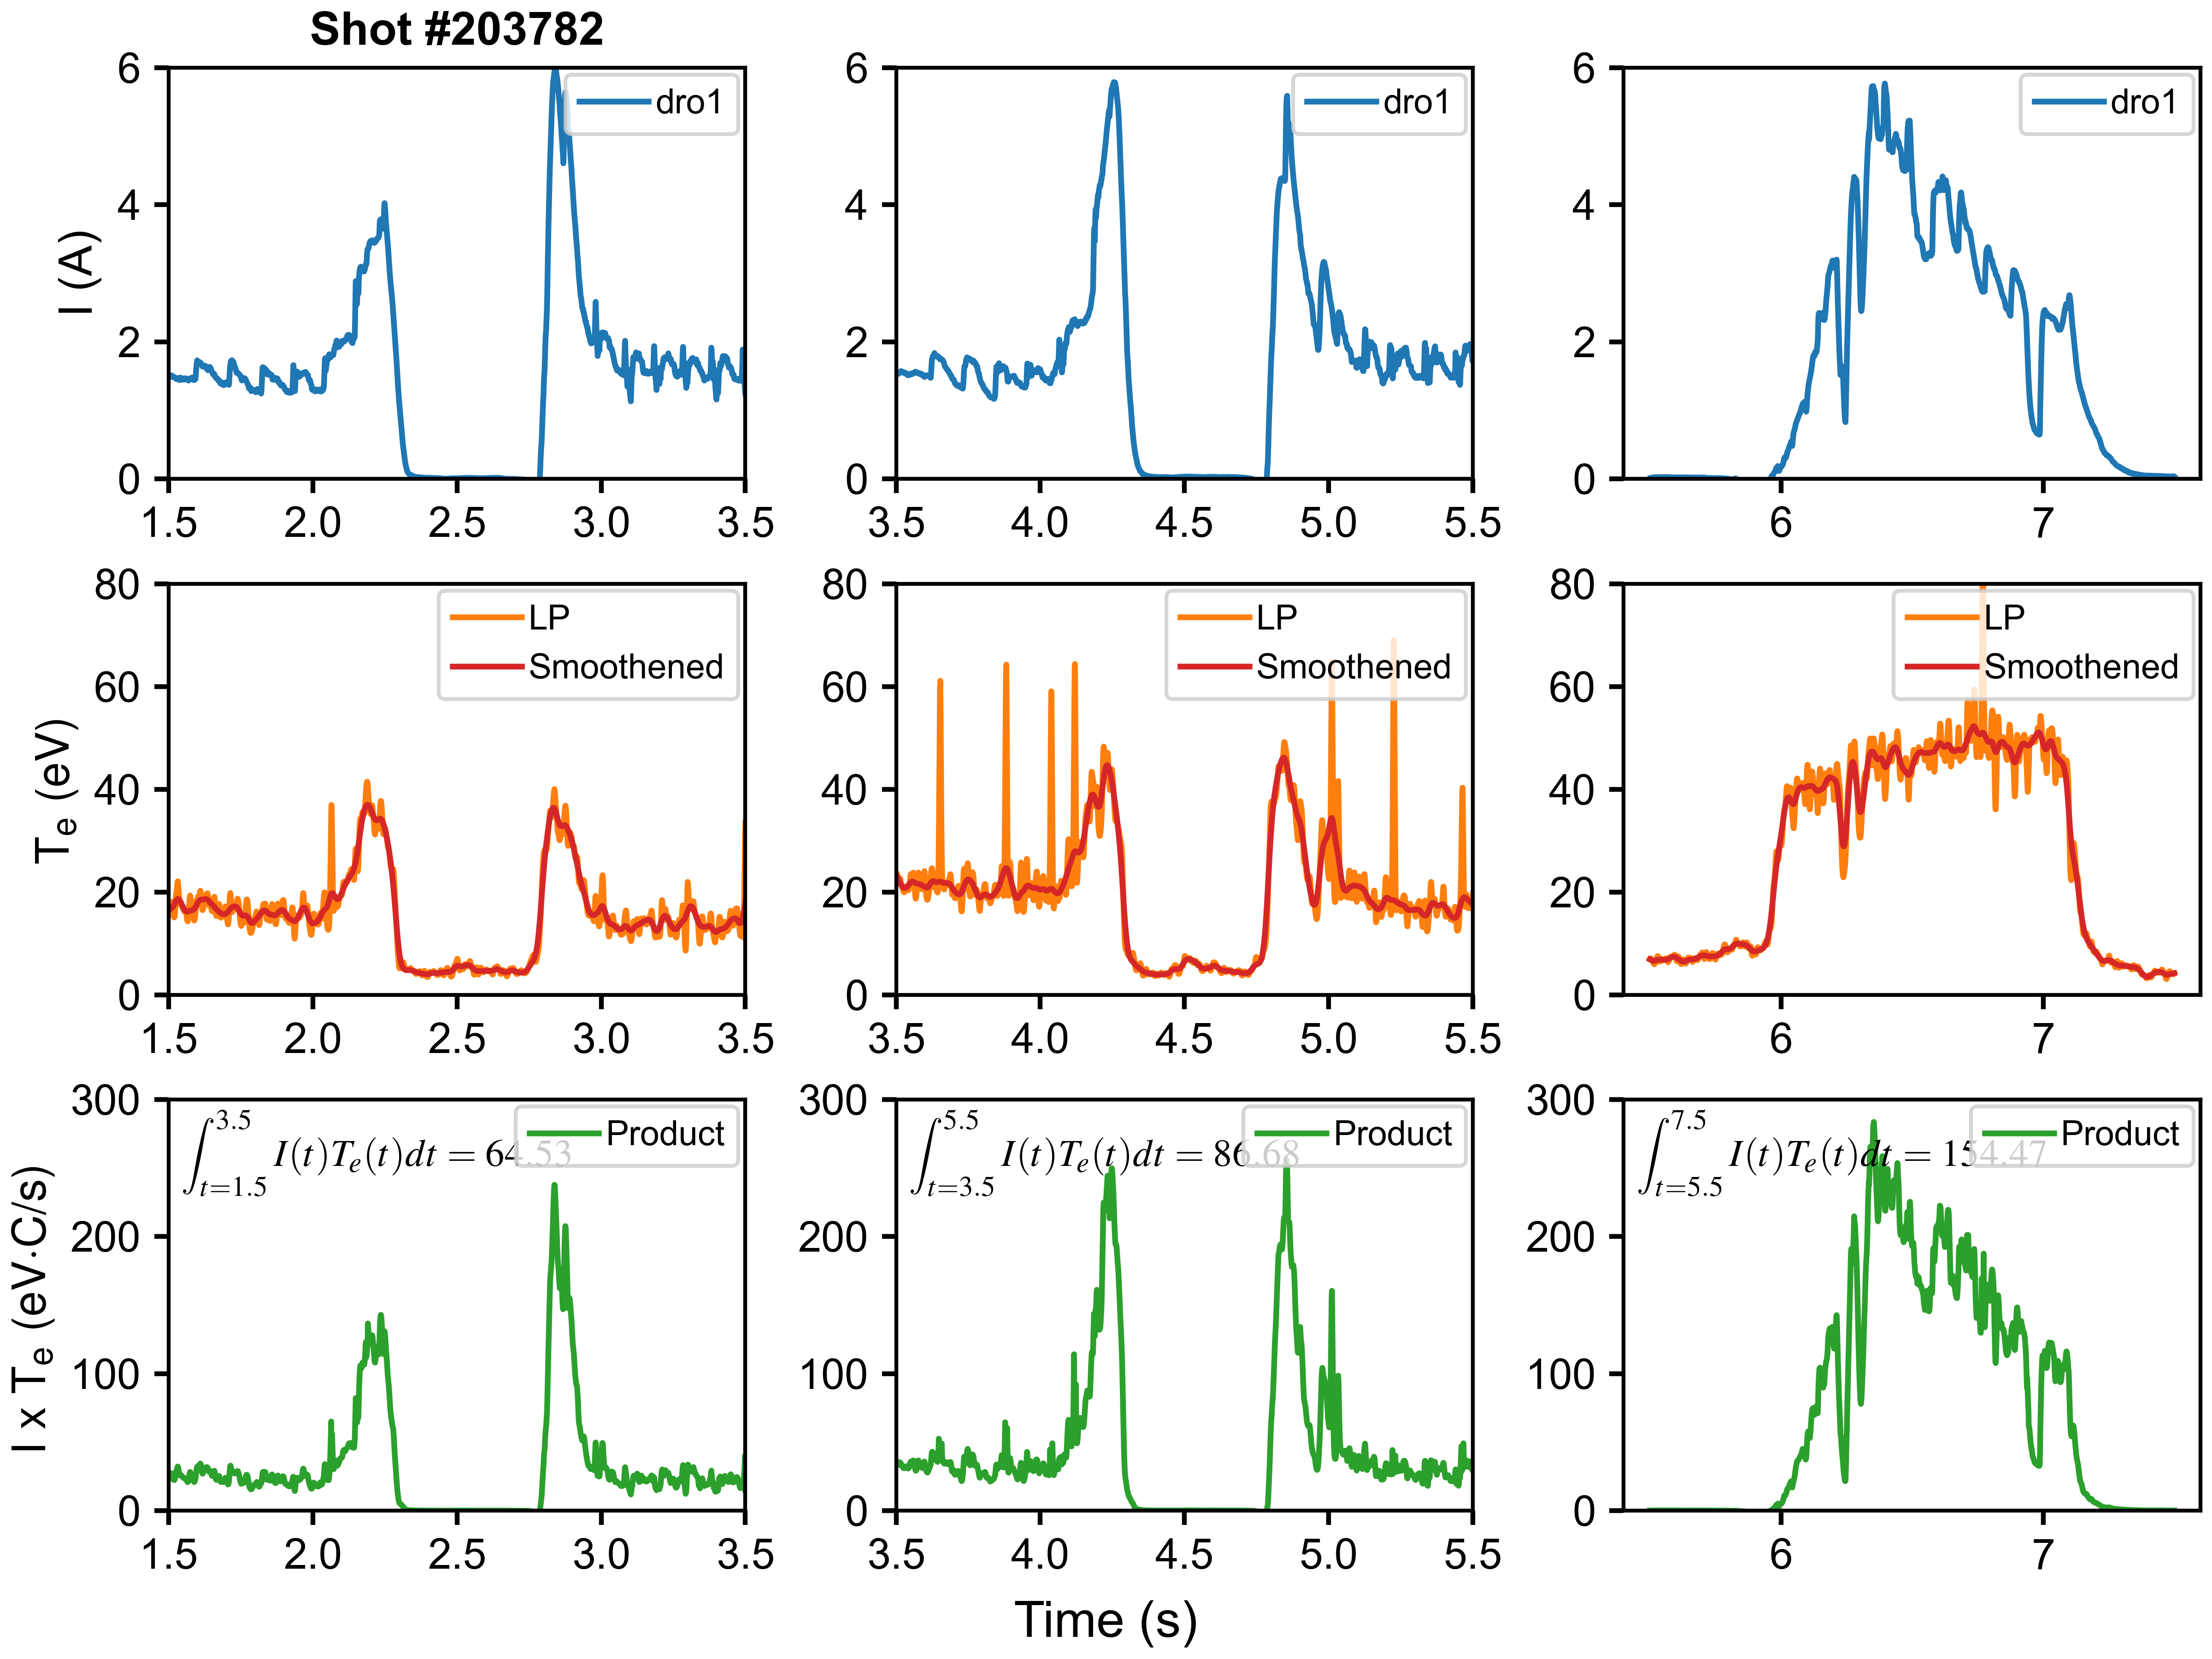 Shot #203782
6
4
2
0
I (A)
dro1
1.5 2.0 2.5 3.0 3.5
6
4
2
0
dro1
3.5 4.0 4.5 5.0 5.5
6
4
2
0
dro1
6 7
80
60
40
20
0
Te (eV)
LP
Smoothened
1.5 2.0 2.5 3.0 3.5
80
60
40
20
0
LP
Smoothened
3.5 4.0 4.5 5.0 5.5
80
60
40
20
0
LP
Smoothened
6 7
300
200
100
0
I x Te (eV·C/s)
∫_{t=1.5}^{3.5} I(t)Te(t)dt = 64.53
Product
1.5 2.0 2.5 3.0 3.5
300
200
100
0
∫_{t=3.5}^{5.5} I(t)Te(t)dt = 86.68
Product
3.5 4.0 4.5 5.0 5.5
300
200
100
0
∫_{t=5.5}^{7.5} I(t)Te(t)dt = 154.47
Product
6 7
Time (s)